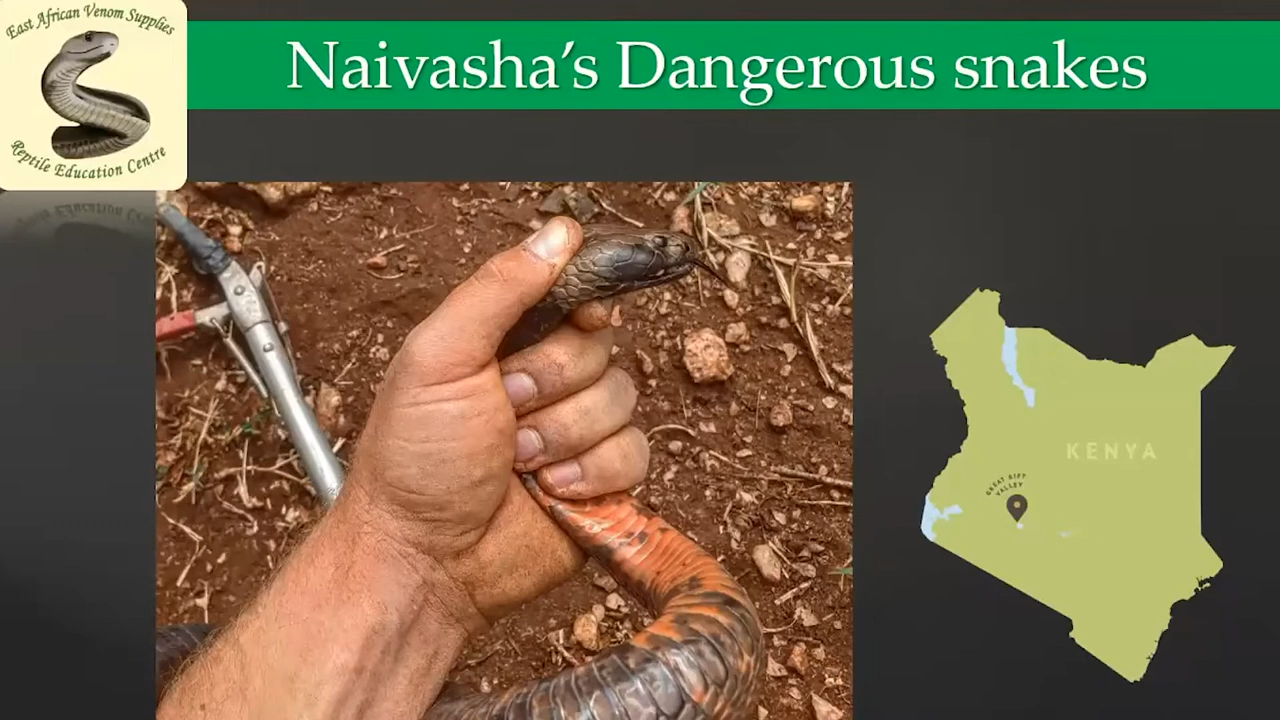 East African Venom Supplies
Reptile Education Centre
Naivasha's Dangerous snakes
KENYA
GREAT RIFT
VALLEY